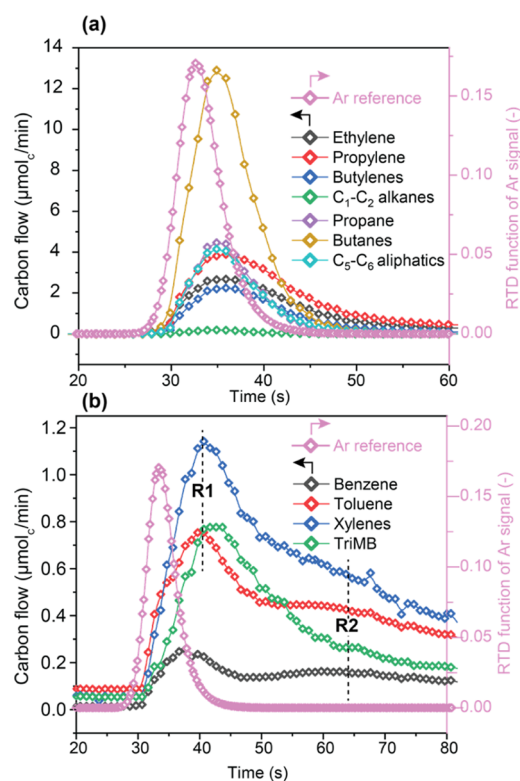 (a)
Carbon flow (μmolc/min)
14
12
10
8
6
4
2
0
Ar reference
Ethylene
Propylene
Butylenes
C1-C2 alkanes
Propane
Butanes
C5-C6 aliphatics
0.15
0.10
0.05
0.00
RTD function of Ar signal (-)
20 30 40 50 60
Time (s)
(b)
Carbon flow (μmolc/min)
1.2
1.0
0.8
0.6
0.4
0.2
0.0
R1
R2
Ar reference
Benzene
Toluene
Xylenes
TriMB
0.20
0.15
0.10
0.05
0.00
RTD function of Ar signal (-)
20 30 40 50 60 70 80
Time (s)